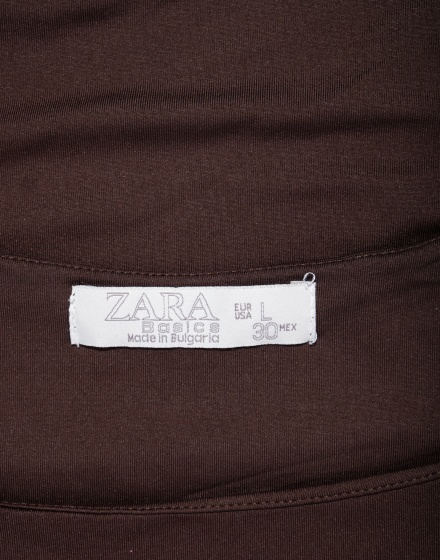 ZARA
Basics
Made in Bulgaria
EUR L
USA
30 MEX